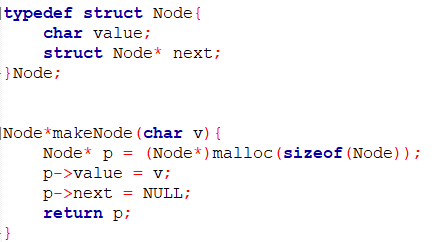 typedef struct Node{
    char value;
    struct Node* next;
}Node;
Node*makeNode(char v){
    Node* p = (Node*)malloc(sizeof(Node));
    p->value = v;
    p->next = NULL;
    return p;
}